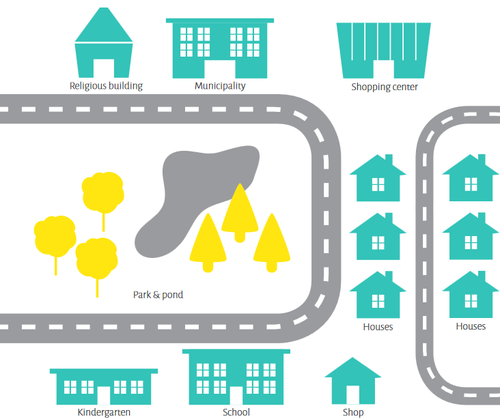 Religious building
Municipality
Shopping center
Park & pond
Houses
Houses
Kindergarten
School
Shop